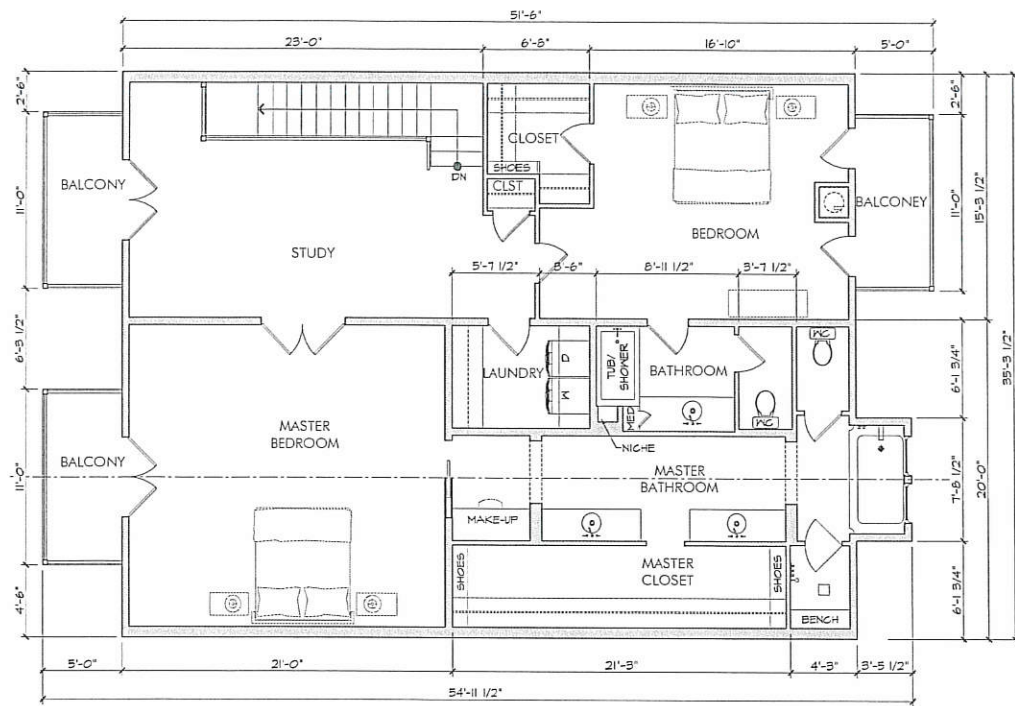 51'-6"
23'-0"
6'-8"
16'-10"
5'-0"
2'-6"
2'-6"
CLOSET
SHOES
DN
CLST
BALCONY
11'-0"
BALCONEY
11'-0"
15'-3 1/2"
STUDY
BEDROOM
5'-7 1/2"
3'-6"
8'-11 1/2"
3'-7 1/2"
6'-3 1/2"
LAUNDRY
D
W
TUB/
SHOWER
BATHROOM
WC
WC
MED
NICHE
6'-1 3/4"
35'-3 1/2"
MASTER
BEDROOM
BALCONY
11'-0"
MASTER
BATHROOM
7'-8 1/2"
20'-0"
MAKE-UP
MASTER
CLOSET
SHOES
SHOES
BENCH
6'-1 3/4"
4'-6"
5'-0"
21'-0"
21'-3"
4'-3"
3'-5 1/2"
54'-11 1/2"